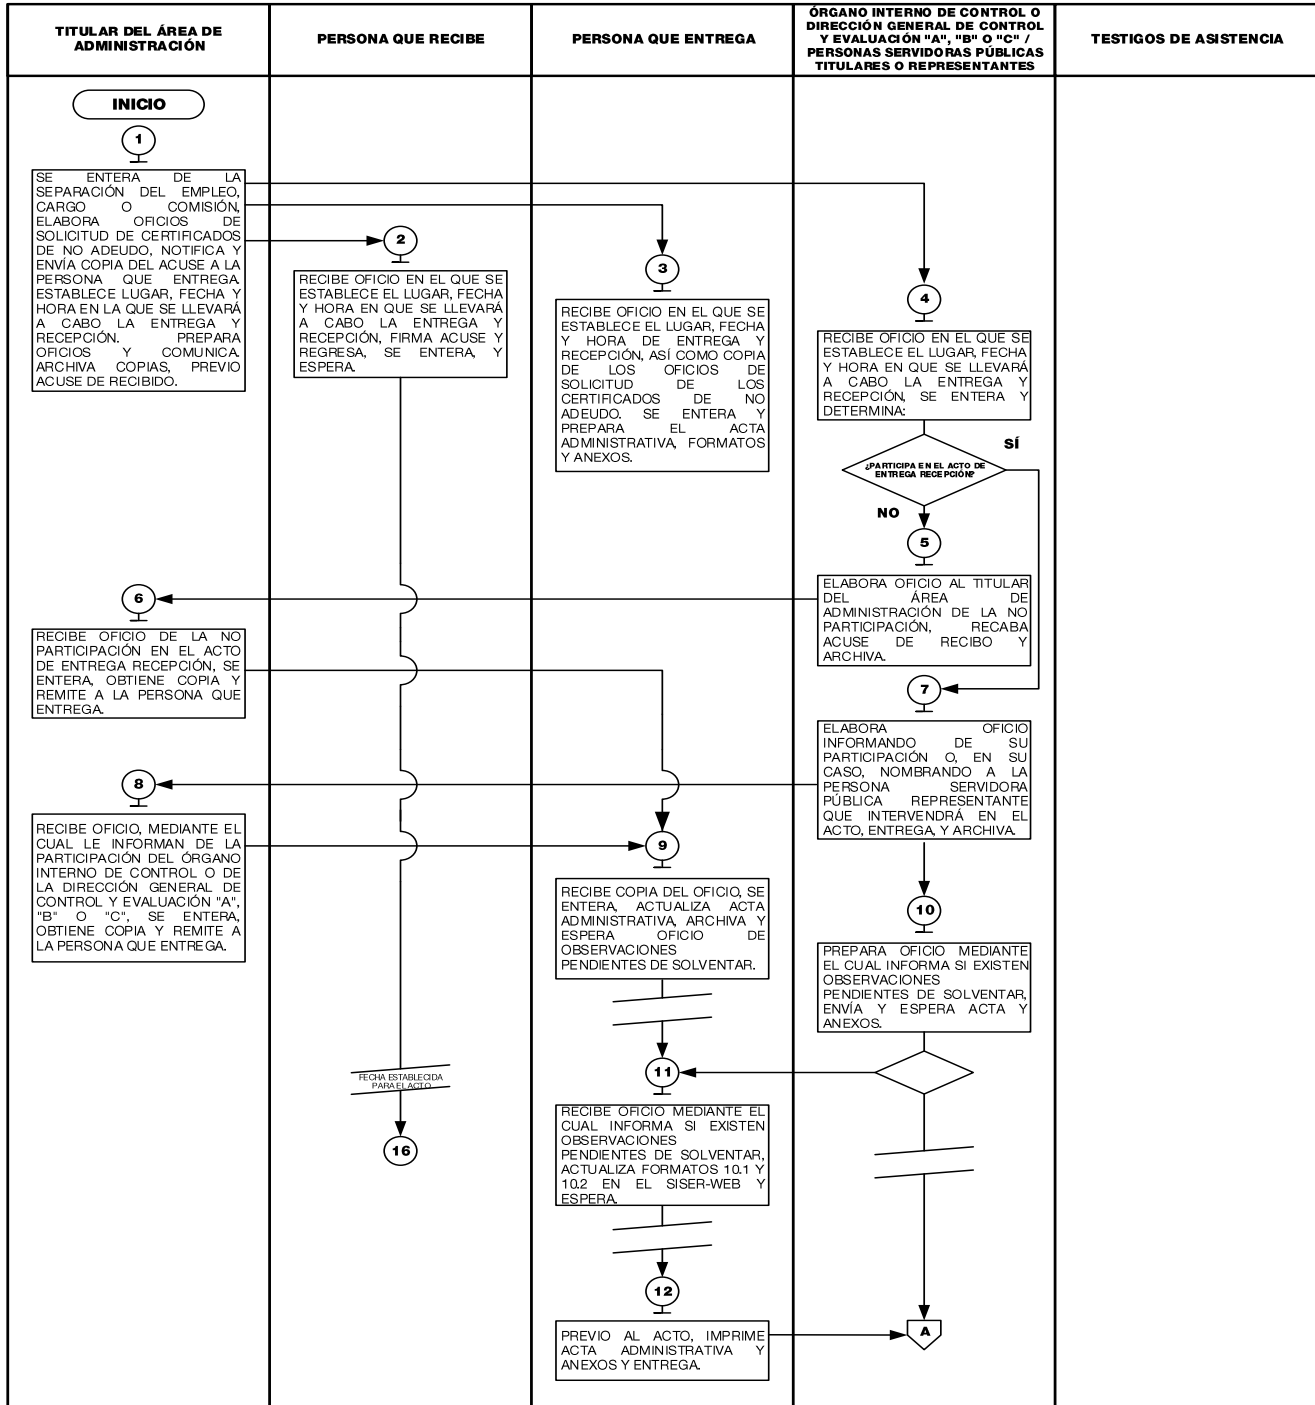 TITULAR DEL ÁREA DE
ADMINISTRACIÓN
PERSONA QUE RECIBE
PERSONA QUE ENTREGA
ÓRGANO INTERNO DE CONTROL O
DIRECCIÓN GENERAL DE CONTROL
Y EVALUACIÓN "A", "B" O "C" /
PERSONAS SERVIDORAS PÚBLICAS
TITULARES O REPRESENTANTES
TESTIGOS DE ASISTENCIA
INICIO
1
SE ENTERA DE LA
SEPARACIÓN DEL EMPLEO,
CARGO O COMISIÓN,
ELABORA OFICIOS DE
SOLICITUD DE CERTIFICADOS
DE NO ADEUDO, NOTIFICA Y
ENVÍA COPIA DEL ACUSE A LA
PERSONA QUE ENTREGA.
ESTABLECE LUGAR, FECHA Y
HORA EN LA QUE SE LLEVARÁ
A CABO LA ENTREGA Y
RECEPCIÓN. PREPARA
OFICIOS Y COMUNICA.
ARCHIVA COPIAS, PREVIO
ACUSE DE RECIBIDO.
2
RECIBE OFICIO EN EL QUE SE
ESTABLECE EL LUGAR, FECHA
Y HORA EN QUE SE LLEVARÁ
A CABO LA ENTREGA Y
RECEPCIÓN, FIRMA ACUSE Y
REGRESA, SE ENTERA, Y
ESPERA.
3
RECIBE OFICIO EN EL QUE SE
ESTABLECE EL LUGAR, FECHA
Y HORA DE ENTREGA Y
RECEPCIÓN, ASÍ COMO COPIA
DE LOS OFICIOS DE
SOLICITUD DE LOS
CERTIFICADOS DE NO
ADEUDO. SE ENTERA Y
PREPARA EL ACTA
ADMINISTRATIVA, FORMATOS
Y ANEXOS.
4
RECIBE OFICIO EN EL QUE SE
ESTABLECE EL LUGAR, FECHA
Y HORA EN QUE SE LLEVARÁ
A CABO LA ENTREGA Y
RECEPCIÓN, SE ENTERA Y
DETERMINA:
¿PARTICIPA EN EL ACTO DE
ENTREGA RECEPCIÓN?
SÍ
NO
5
ELABORA OFICIO AL TITULAR
DEL ÁREA DE
ADMINISTRACIÓN DE LA NO
PARTICIPACIÓN, RECABA
ACUSE DE RECIBO Y
ARCHIVA.
6
RECIBE OFICIO DE LA NO
PARTICIPACIÓN EN EL ACTO
DE ENTREGA RECEPCIÓN, SE
ENTERA, OBTIENE COPIA Y
REMITE A LA PERSONA QUE
ENTREGA.
7
ELABORA OFICIO
INFORMANDO DE SU
PARTICIPACIÓN O, EN SU
CASO, NOMBRANDO A LA
PERSONA SERVIDORA
PÚBLICA REPRESENTANTE
QUE INTERVENDRÁ EN EL
ACTO, ENTREGA, Y ARCHIVA.
8
RECIBE OFICIO, MEDIANTE EL
CUAL LE INFORMAN DE LA
PARTICIPACIÓN DEL ÓRGANO
INTERNO DE CONTROL O DE
LA DIRECCIÓN GENERAL DE
CONTROL Y EVALUACIÓN "A",
"B" O "C", SE ENTERA,
OBTIENE COPIA Y REMITE A
LA PERSONA QUE ENTREGA.
9
RECIBE COPIA DEL OFICIO, SE
ENTERA, ACTUALIZA ACTA
ADMINISTRATIVA, ARCHIVA Y
ESPERA OFICIO DE
OBSERVACIONES
PENDIENTES DE SOLVENTAR.
10
PREPARA OFICIO MEDIANTE
EL CUAL INFORMA SI EXISTEN
OBSERVACIONES
PENDIENTES DE SOLVENTAR,
ENVÍA Y ESPERA ACTA Y
ANEXOS.
11
RECIBE OFICIO MEDIANTE EL
CUAL INFORMA SI EXISTEN
OBSERVACIONES
PENDIENTES DE SOLVENTAR,
ACTUALIZA FORMATOS 10.1 Y
10.2 EN EL SISER-WEB Y
ESPERA.
FECHA ESTABLECIDA
PARA EL ACTO
16
12
PREVIO AL ACTO, IMPRIME
ACTA ADMINISTRATIVA Y
ANEXOS Y ENTREGA.
A